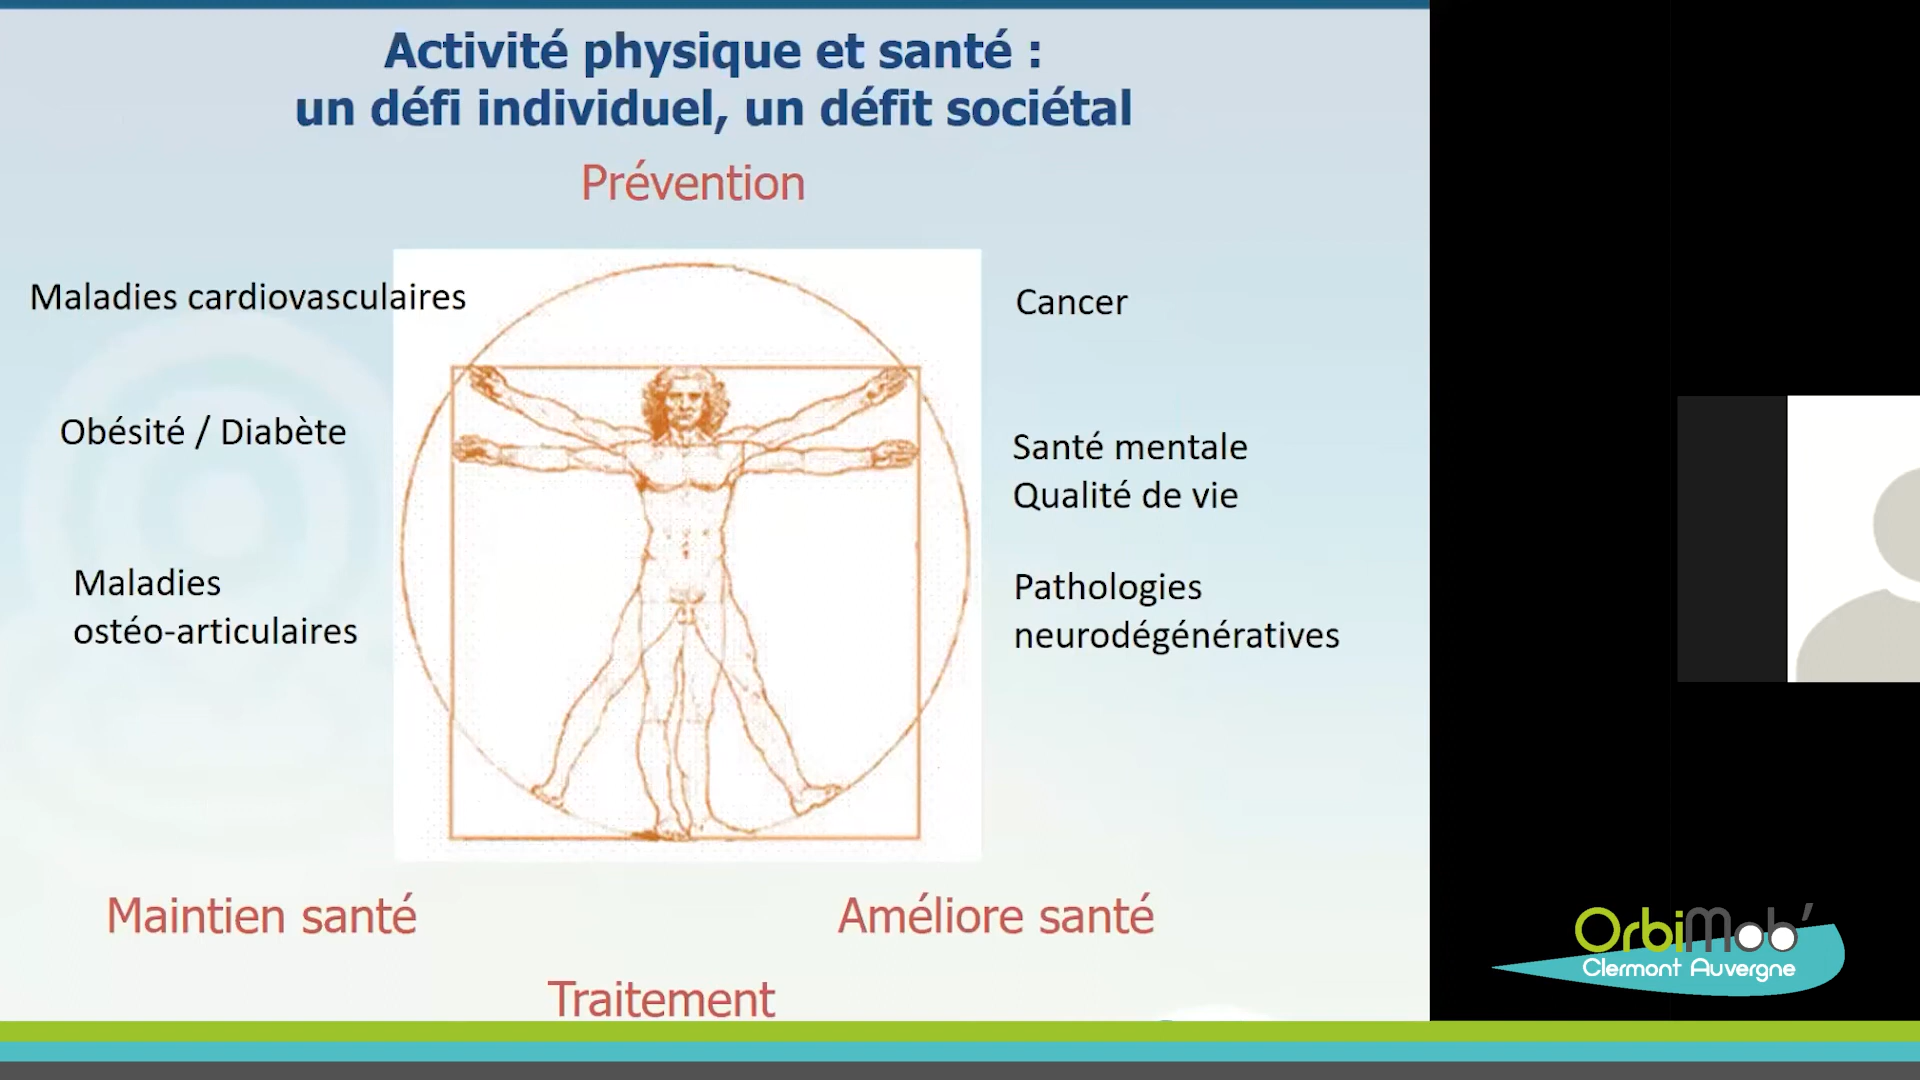 Activité physique et santé :
un défi individuel, un défit sociétal
Prévention
Maladies cardiovasculaires
Cancer
Obésité / Diabète
Santé mentale
Qualité de vie
Maladies
ostéo-articulaires
Pathologies
neurodégénératives
Maintien santé
Améliore santé
Traitement
OrbiMob'
Clermont Auvergne